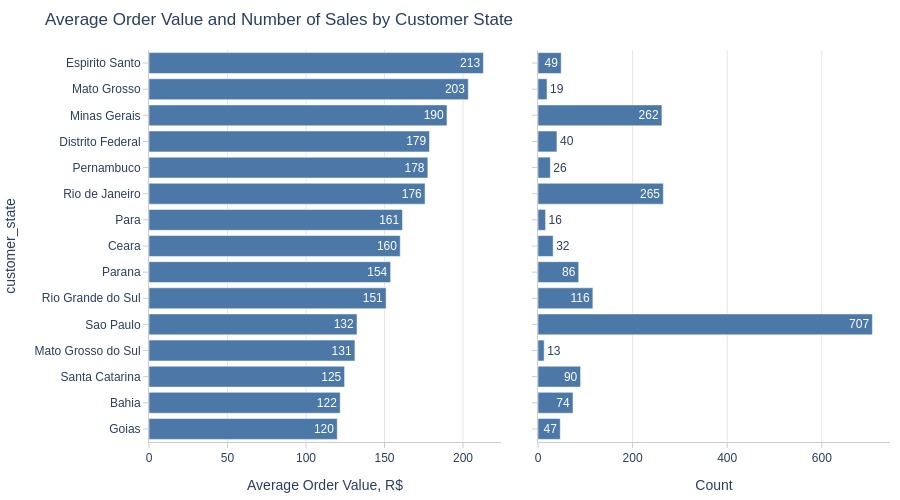 Average Order Value and Number of Sales by Customer State
customer_state
Espirito Santo 213 49
Mato Grosso 203 19
Minas Gerais 190 262
Distrito Federal 179 40
Pernambuco 178 26
Rio de Janeiro 176 265
Para 161 16
Ceara 160 32
Parana 154 86
Rio Grande do Sul 151 116
Sao Paulo 132 707
Mato Grosso do Sul 131 13
Santa Catarina 125 90
Bahia 122 74
Goias 120 47
0 50 100 150 200 0 200 400 600
Average Order Value, R$ Count